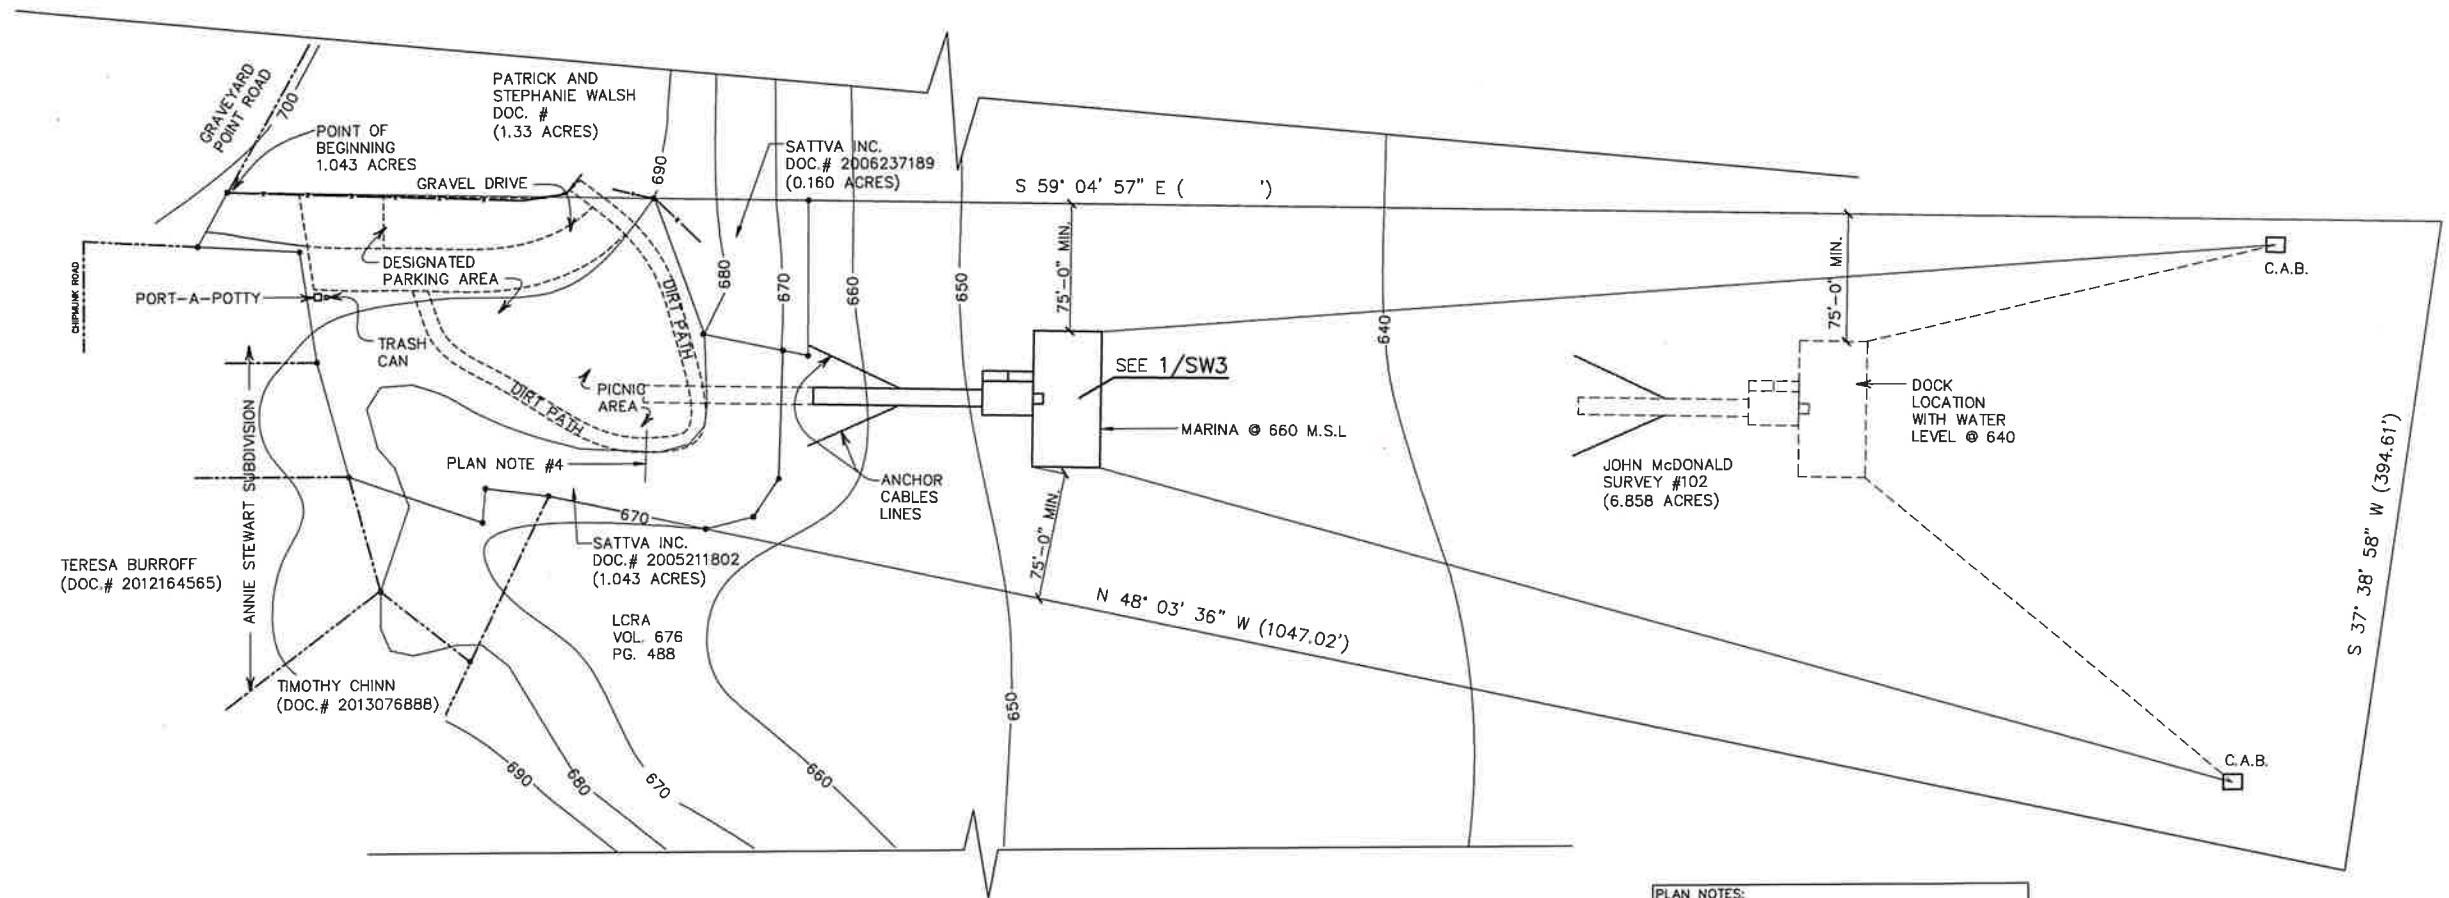 GRAVEYARD
POINT ROAD
700
PATRICK AND
STEPHANIE WALSH
DOC. #
(1.33 ACRES)
POINT OF
BEGINNING
1.043 ACRES
GRAVEL DRIVE
690
SATTVA INC.
DOC.# 2006237189
(0.160 ACRES)
S 59° 04' 57" E (          ')
CHIPMUNK ROAD
DESIGNATED
PARKING AREA
PORT-A-POTTY
TRASH
CAN
DIRT PATH
DIRT PATH
680
670
660
650
640
75'-0" MIN.
75'-0" MIN.
C.A.B.
PICNIC
AREA
SEE 1/SW3
MARINA @ 660 M.S.L
DOCK
LOCATION
WITH WATER
LEVEL @ 640
PLAN NOTE #4
ANCHOR
CABLES
LINES
JOHN McDONALD
SURVEY #102
(6.858 ACRES)
S 37° 38' 58" W (394.61')
ANNIE STEWART SUBDIVISION
670
SATTVA INC.
DOC.# 2005211802
(1.043 ACRES)
75'-0" MIN.
N 48° 03' 36" W (1047.02')
TERESA BURROFF
(DOC.# 2012164565)
LCRA
VOL. 676
PG. 488
TIMOTHY CHINN
(DOC.# 2013076888)
650
690
680
670
660
C.A.B.
PLAN NOTES: